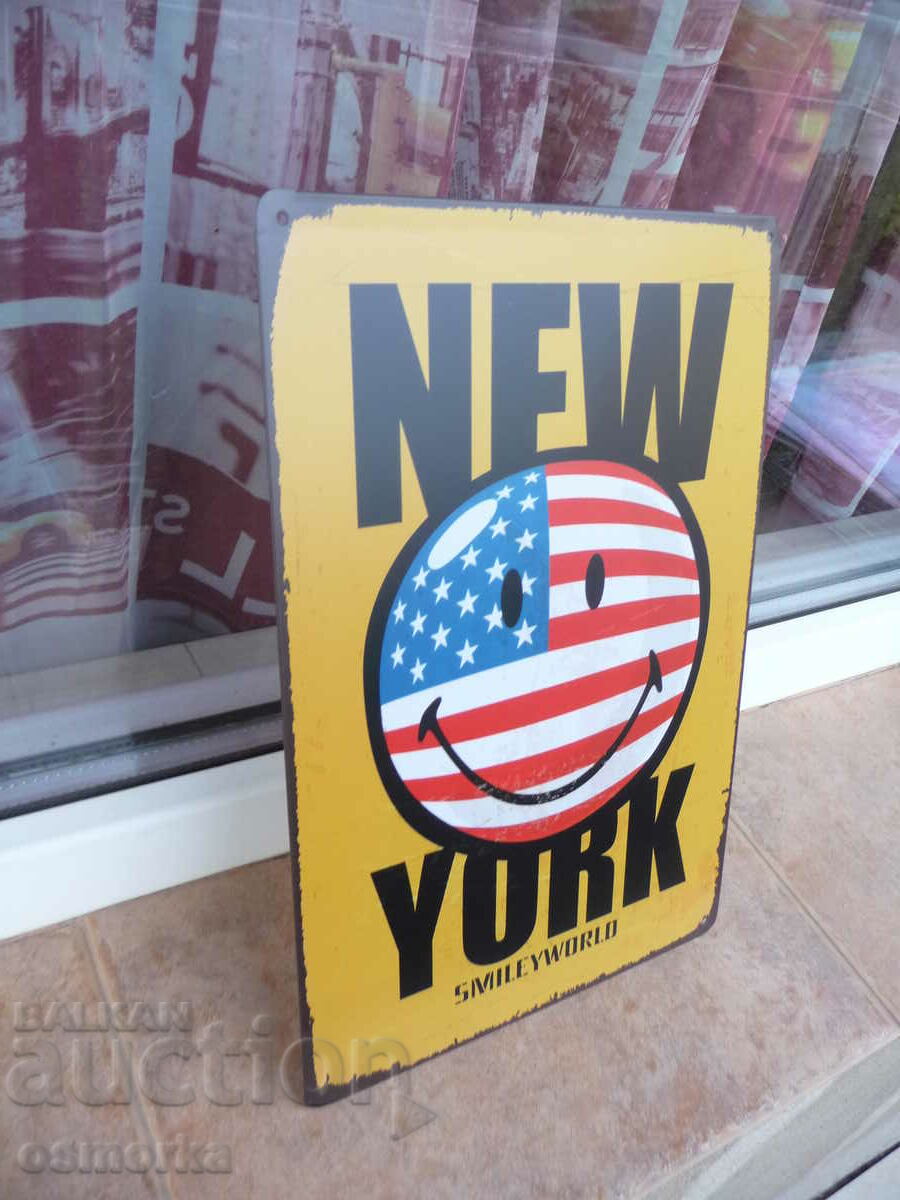 NEW
YORK
SMILEYWORLD
BALKAN
auction
osmorka